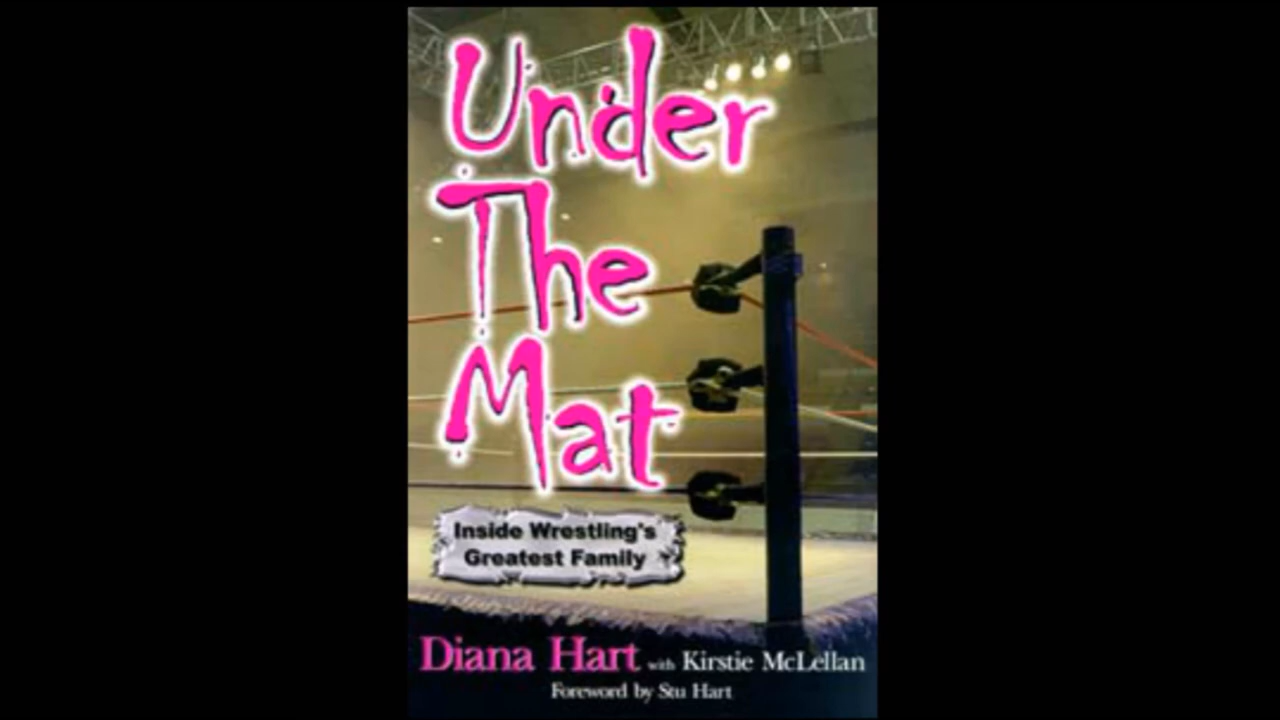 Under
The
Mat
Inside Wrestling's
Greatest Family
Diana Hart with Kirstie McLellan
Foreword by Stu Hart